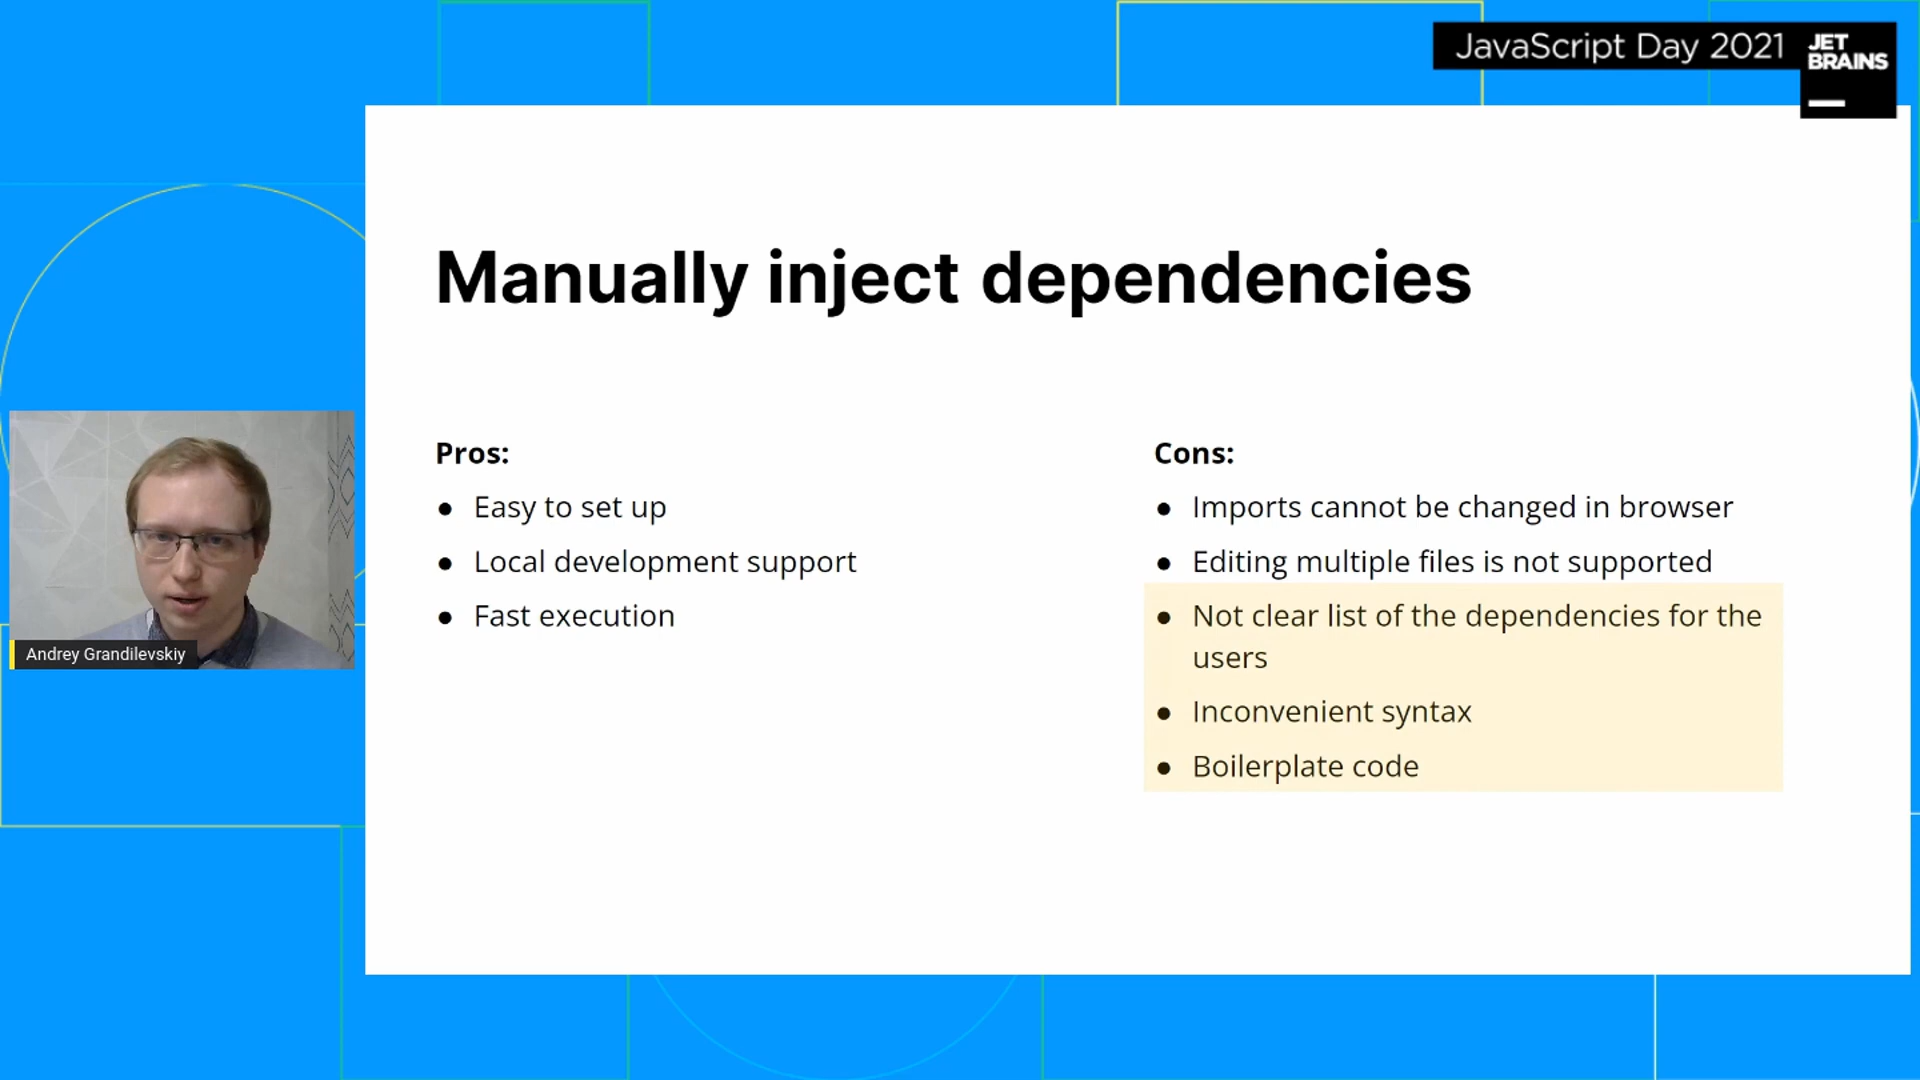 JavaScript Day 2021
JET
BRAINS
Manually inject dependencies
Pros:
● Easy to set up
● Local development support
● Fast execution
Cons:
● Imports cannot be changed in browser
● Editing multiple files is not supported
● Not clear list of the dependencies for the
users
● Inconvenient syntax
● Boilerplate code
Andrey Grandilevskiy